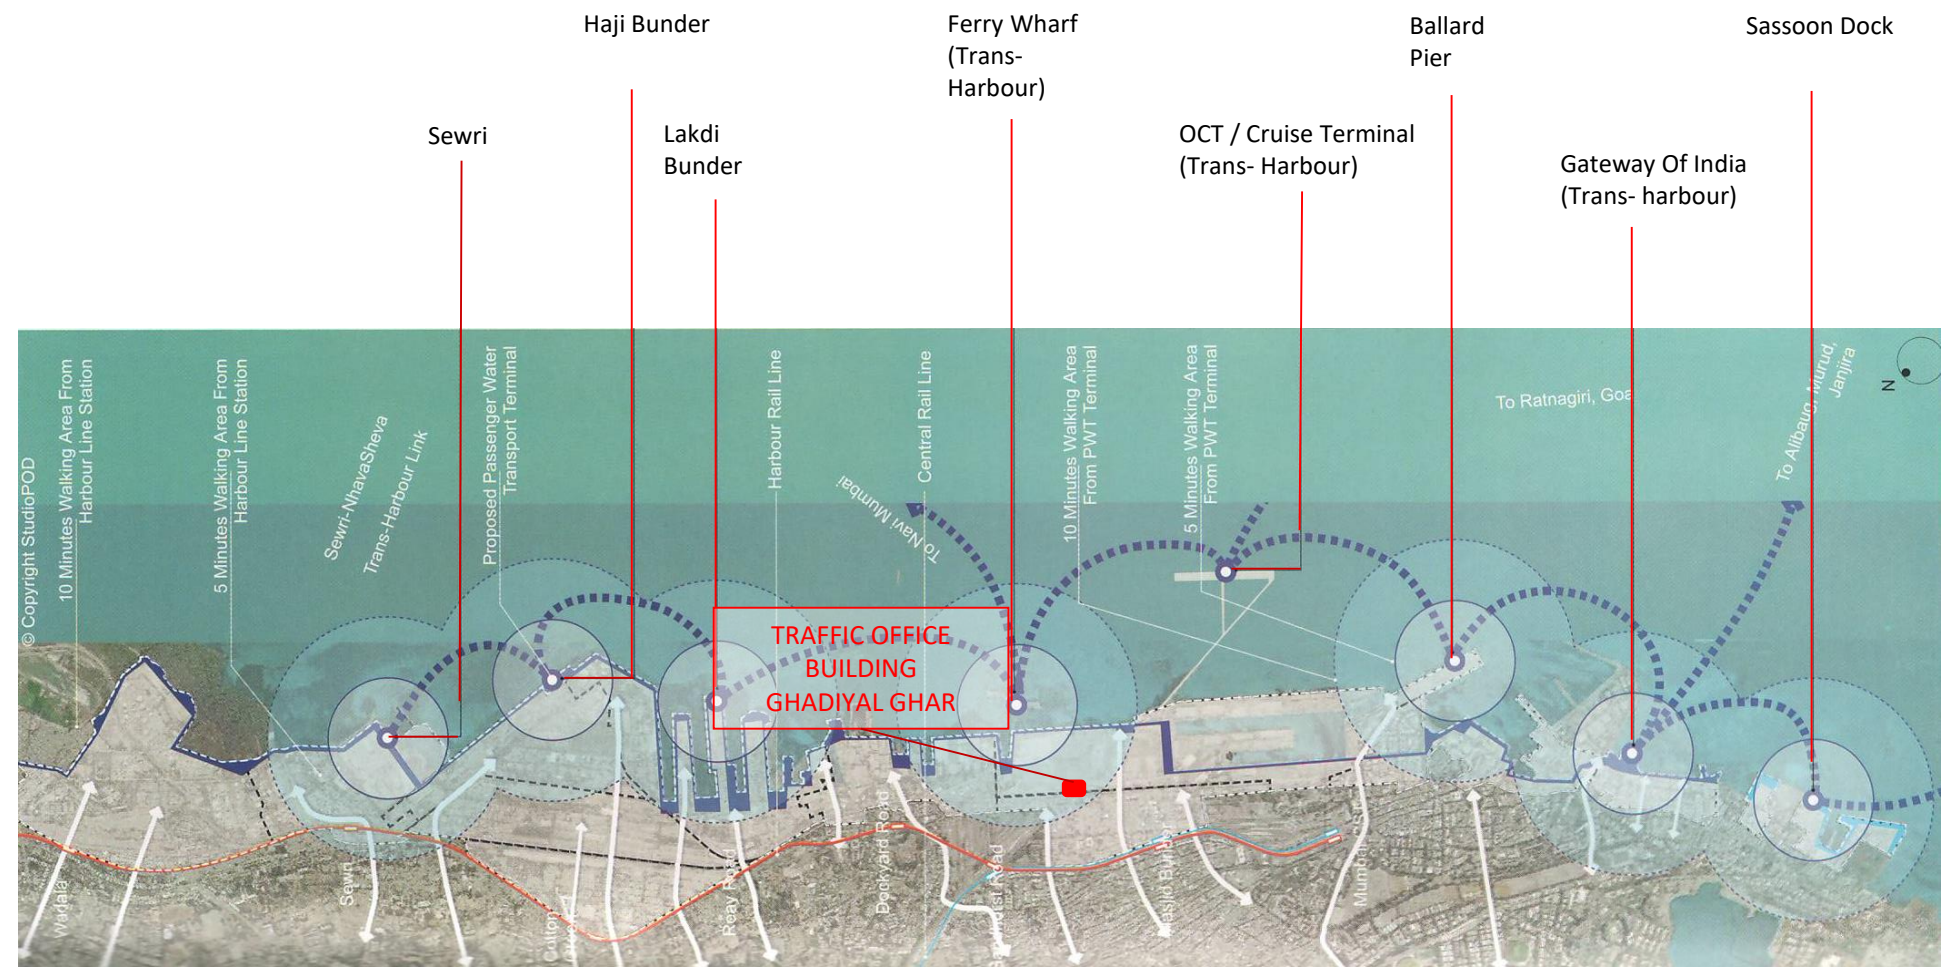 Haji Bunder
Ferry Wharf
(Trans-
Harbour)
Ballard
Pier
Sassoon Dock
Sewri
Lakdi
Bunder
OCT / Cruise Terminal
(Trans- Harbour)
Gateway Of India
(Trans- harbour)
© Copyright StudioPOD
10 Minutes Walking Area From
Harbour Line Station
5 Minutes Walking Area From
Harbour Line Station
Sewri-NhavaSheva
Trans-Harbour Link
Proposed Passenger Water
Transport Terminal
Harbour Rail Line
To Navi Mumbai
Central Rail Line
10 Minutes Walking Area
From PWT Terminal
5 Minutes Walking Area
From PWT Terminal
To Ratnagiri, Goa
To Alibaug, Murud,
Janjira
N
TRAFFIC OFFICE
BUILDING
GHADIYAL GHAR
Wadala
Sewri
Reay Road
Dockyard Road
Masjid Bunder
Mumbai